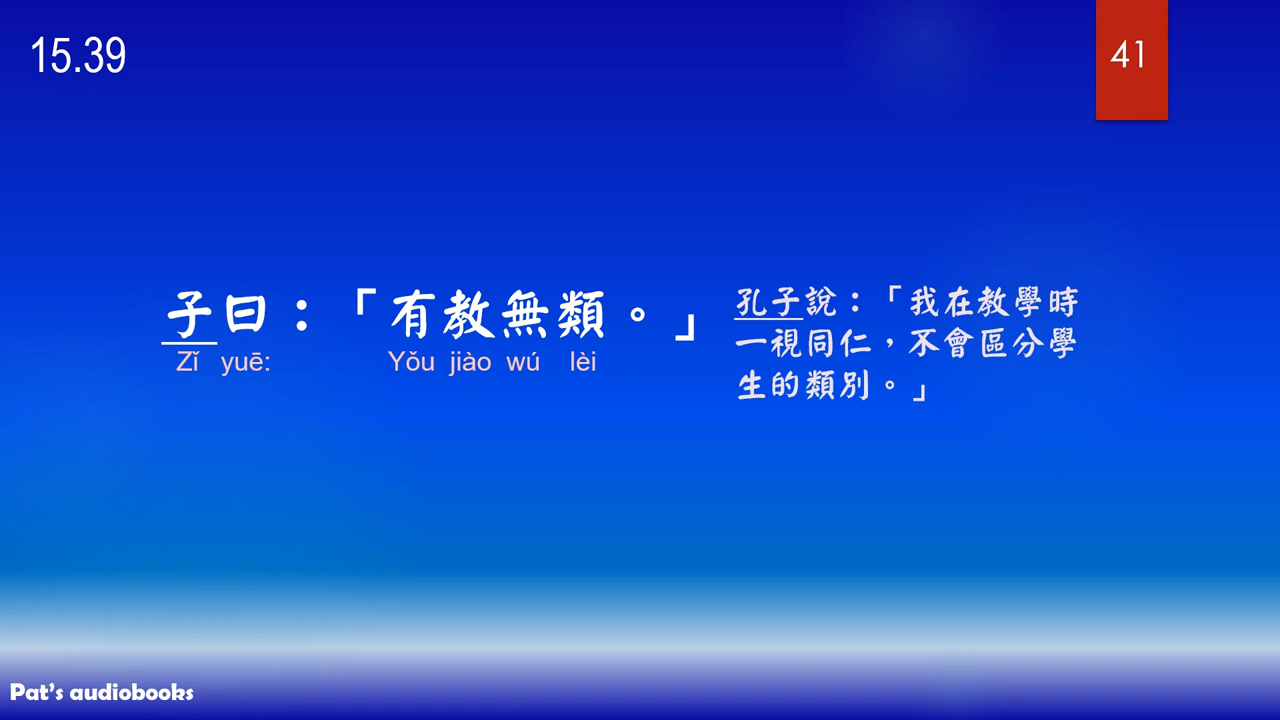 15.39
41
子曰：「有教無類。」
Zǐ yuē: Yǒu jiào wú lèi
孔子說：「我在教學時
一視同仁，不會區分學
生的類別。」
Pat's audiobooks